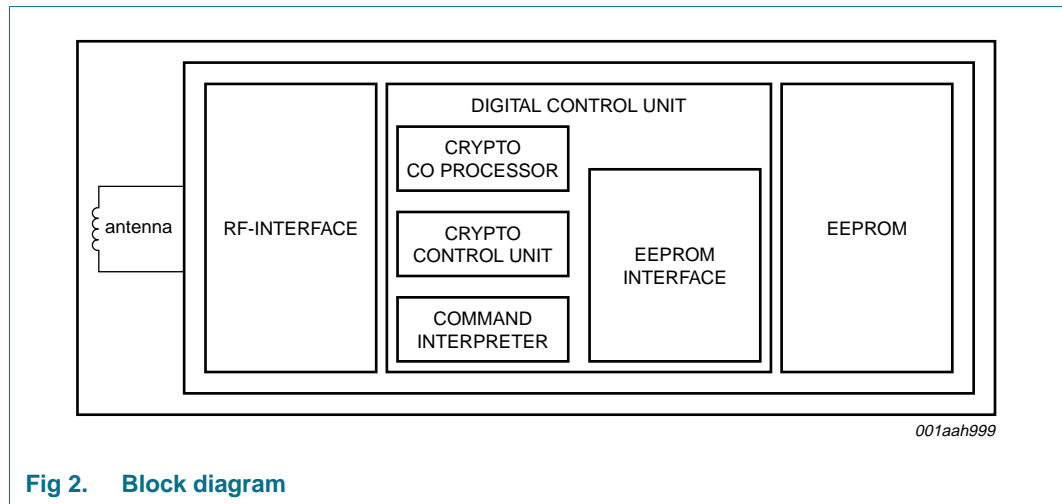 antenna
RF-INTERFACE
DIGITAL CONTROL UNIT
CRYPTO
CO PROCESSOR
CRYPTO
CONTROL UNIT
COMMAND
INTERPRETER
EEPROM
INTERFACE
EEPROM
001aah999
Fig 2. Block diagram